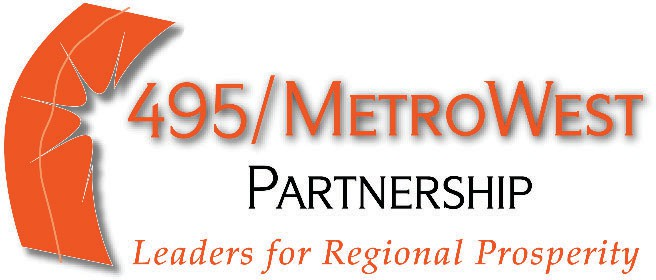 495/METROWEST
PARTNERSHIP
Leaders for Regional Prosperity